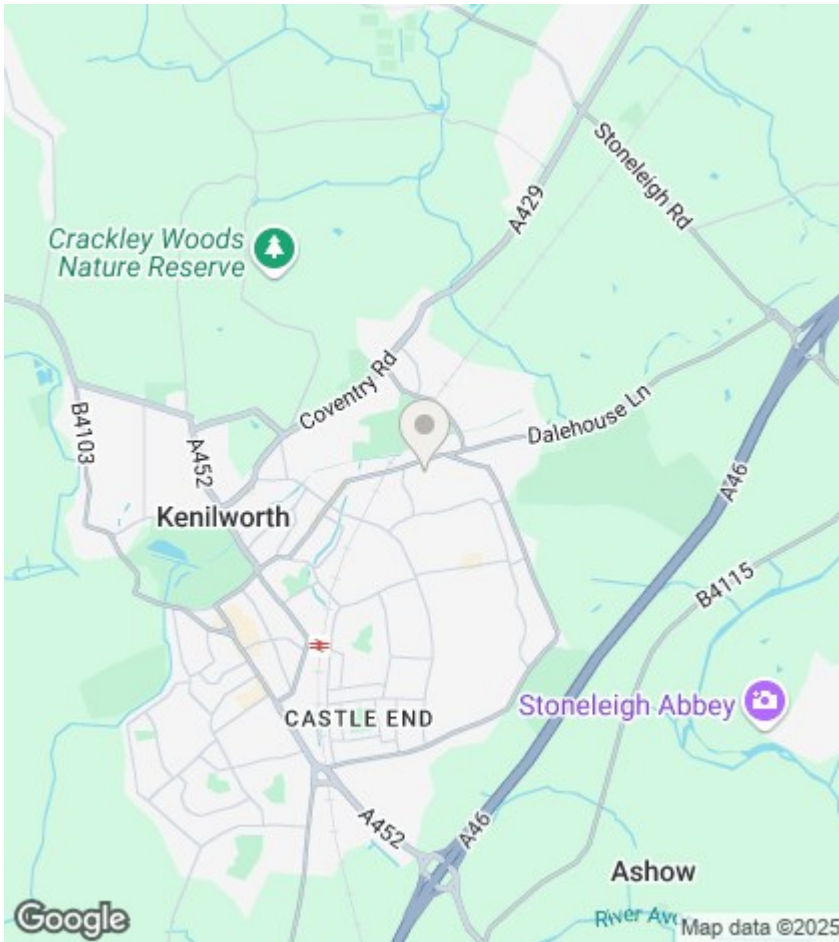 Stoneleigh Rd
A429
Crackley Woods
Nature Reserve
Coventry Rd
Dalehouse Ln
B4103
A452
A46
Kenilworth
B4115
Stoneleigh Abbey
CASTLE END
A452
A46
Ashow
River Avo
Google
Map data ©2025